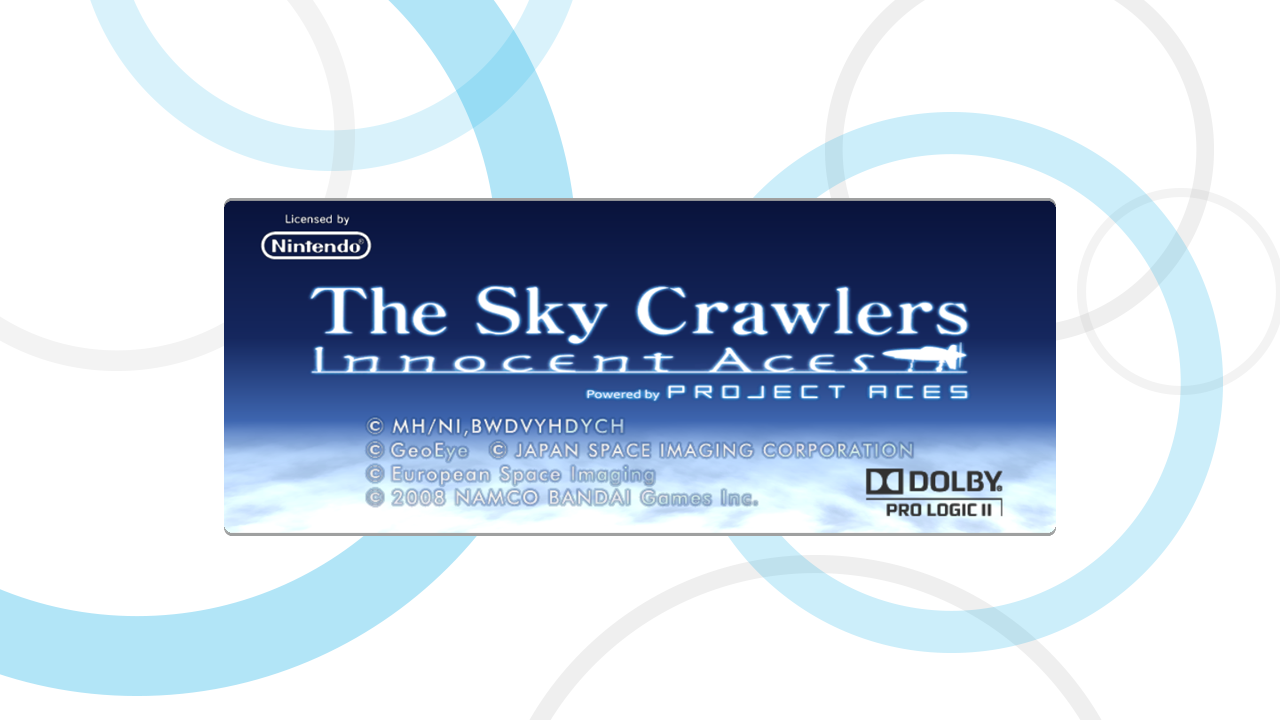 Licensed by
Nintendo®
The Sky Crawlers
Innocent Aces
Powered by PROJECT ACES
© MH/NI,BWDVYHDYCH
© GeoEye © JAPAN SPACE IMAGING CORPORATION
© European Space Imaging
© 2008 NAMCO BANDAI Games Inc.
DOLBY®
PRO LOGIC II